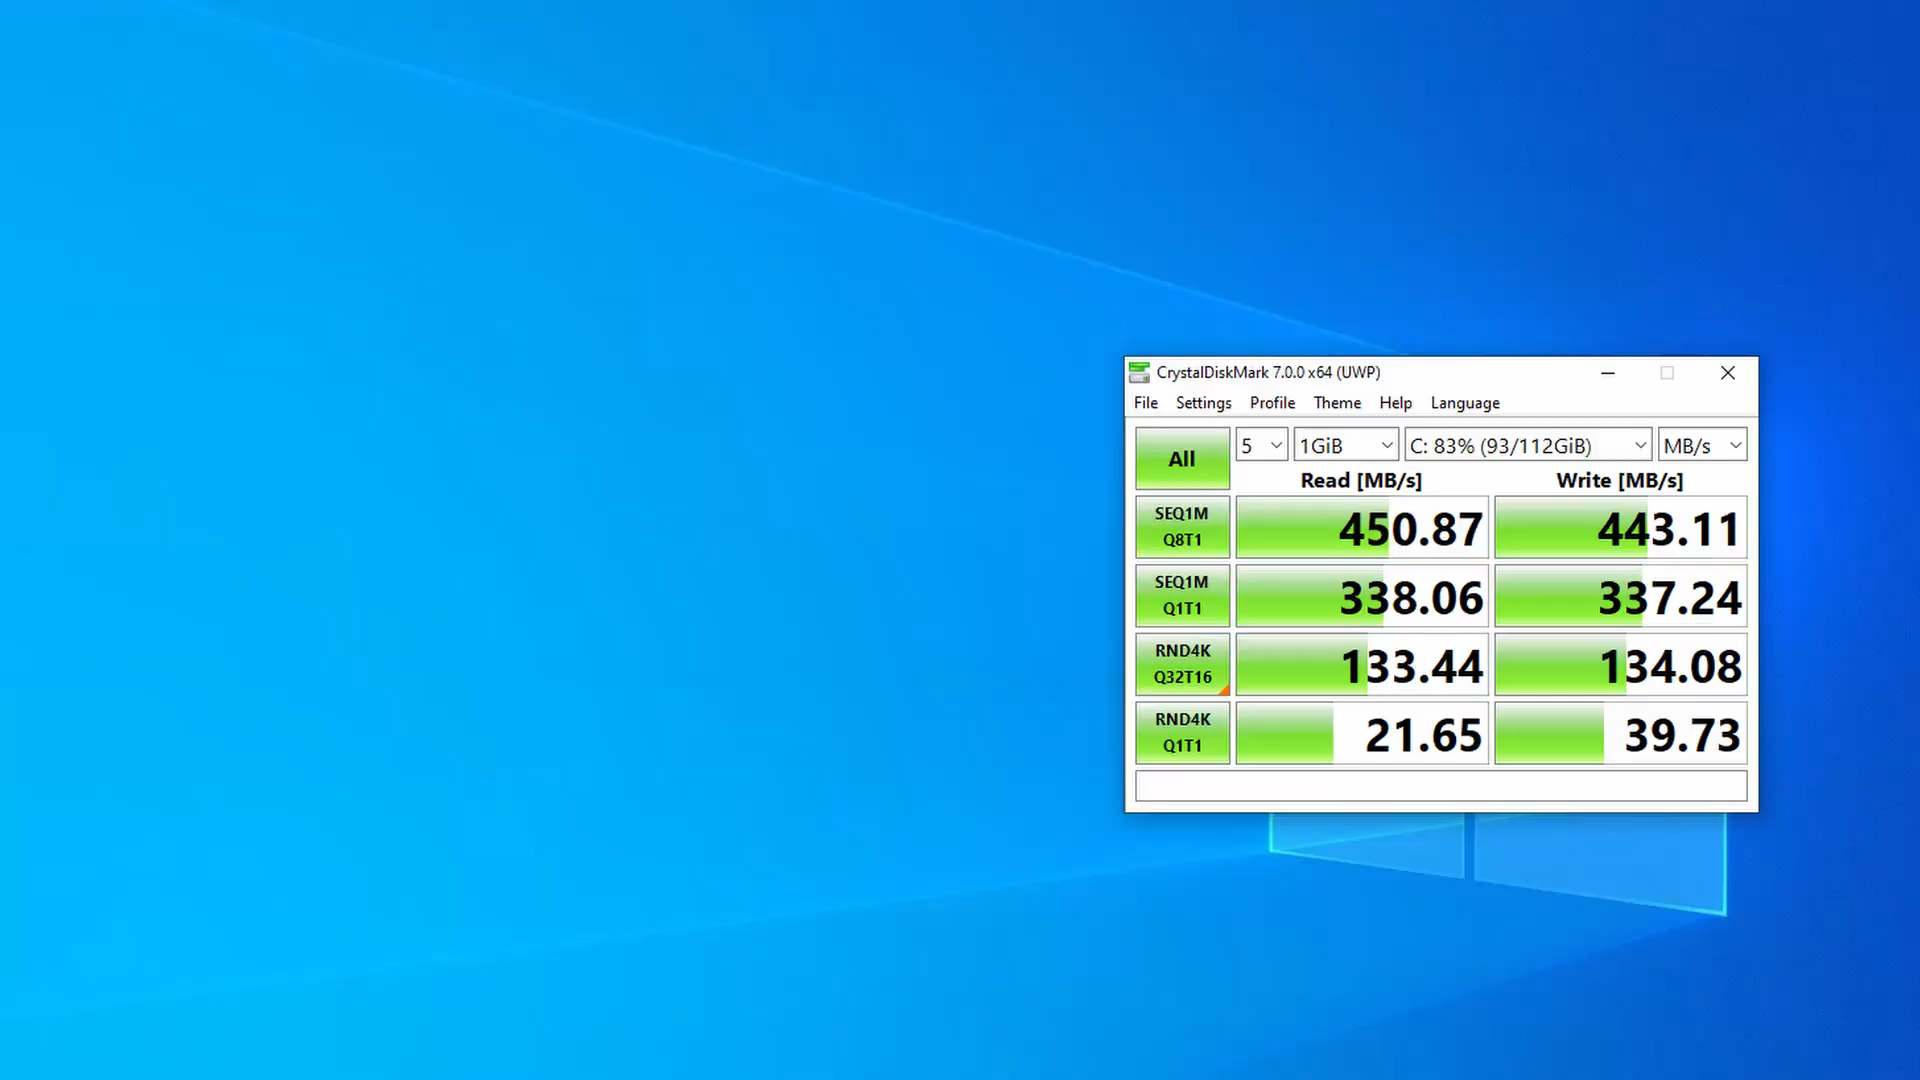 CrystalDiskMark 7.0.0 x64 (UWP)
File Settings Profile Theme Help Language
All 5 1GiB C: 83% (93/112GiB) MB/s
Read [MB/s] Write [MB/s]
SEQ1M
Q8T1
450.87 443.11
SEQ1M
Q1T1
338.06 337.24
RND4K
Q32T16
133.44 134.08
RND4K
Q1T1
21.65 39.73